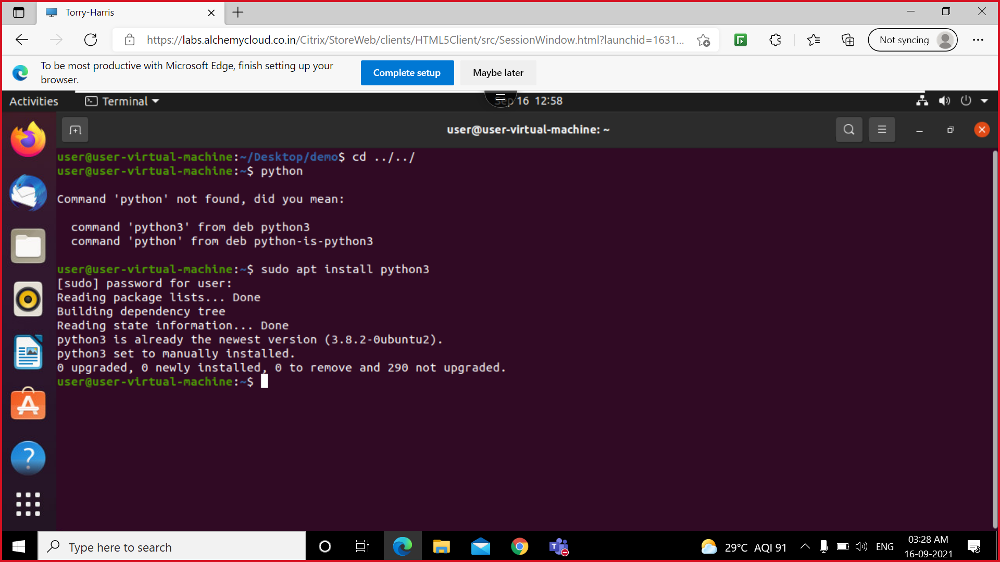 Torry-Harris
https://labs.alchemycloud.co.in/Citrix/StoreWeb/clients/HTML5Client/src/SessionWindow.html?launchid=1631...
Not syncing
To be most productive with Microsoft Edge, finish setting up your
browser.
Complete setup
Maybe later
Activities
Terminal
Sep 16 12:58
user@user-virtual-machine: ~
user@user-virtual-machine:~/Desktop/demo$ cd ../../
user@user-virtual-machine:~$ python
Command 'python' not found, did you mean:
command 'python3' from deb python3
command 'python' from deb python-is-python3
user@user-virtual-machine:~$ sudo apt install python3
[sudo] password for user:
Reading package lists... Done
Building dependency tree
Reading state information... Done
python3 is already the newest version (3.8.2-0ubuntu2).
python3 set to manually installed.
0 upgraded, 0 newly installed, 0 to remove and 290 not upgraded.
user@user-virtual-machine:~$
Type here to search
29°C AQI 91
ENG
03:28 AM
16-09-2021